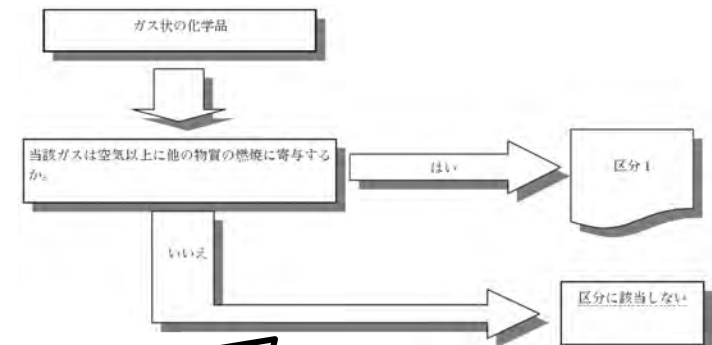 ガス状の化学品
当該ガスは空気以上に他の物質の燃焼に寄与する
か。
はい
区分 1
いいえ
区分に該当しない